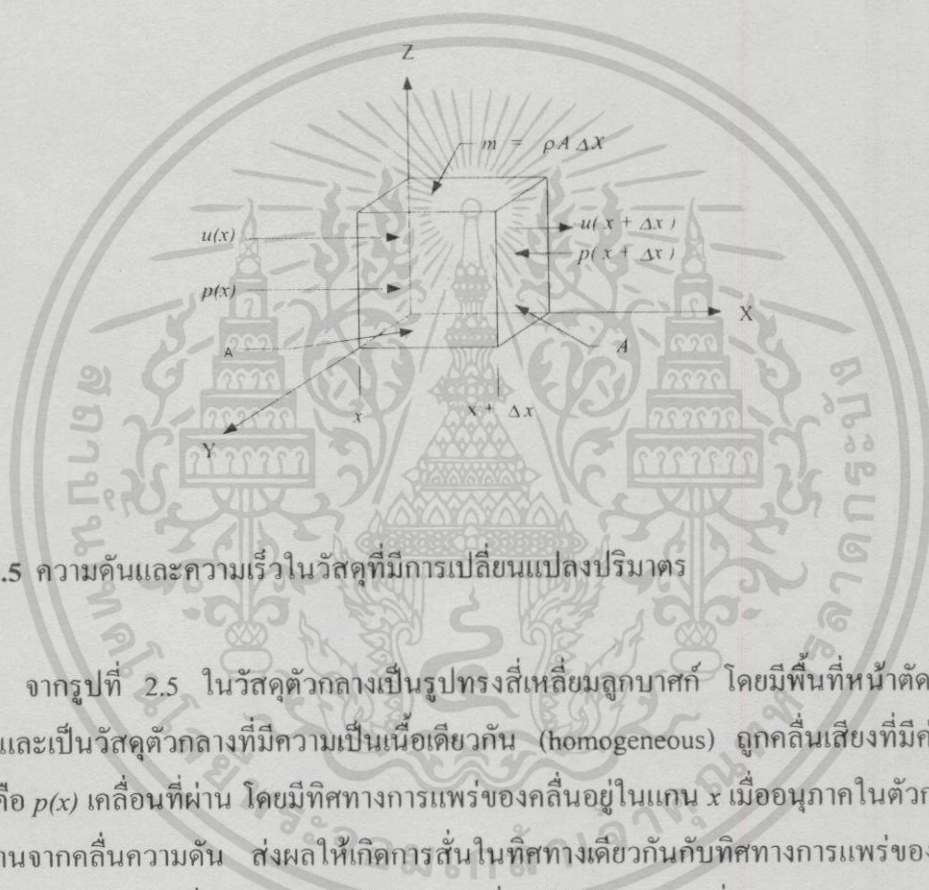 Z
m = ρA Δx
u(x)
u( x + Δx )
p( x + Δx )
p(x)
X
A
A
x
x + Δx
Y
.5 ความดันและความเร็วในวัสดุที่มีการเปลี่ยนแปลงปริมาตร
จากรูปที่ 2.5 ในวัสดุตัวกลางเป็นรูปทรงสี่เหลี่ยมลูกบาศก์ โดยมีพื้นที่หน้าตัด
และเป็นวัสดุตัวกลางที่มีความเป็นเนื้อเดียวกัน (homogeneous) ถูกคลื่นเสียงที่มีค่
คือ p(x) เคลื่อนที่ผ่าน โดยมีทิศทางการแพร่ของคลื่นอยู่ในแกน x เมื่ออนุภาคในตัวก
านจากคลื่นความดัน ส่งผลให้เกิดการสั่นในทิศทางเดียวกันกับทิศทางการแพร่ของ